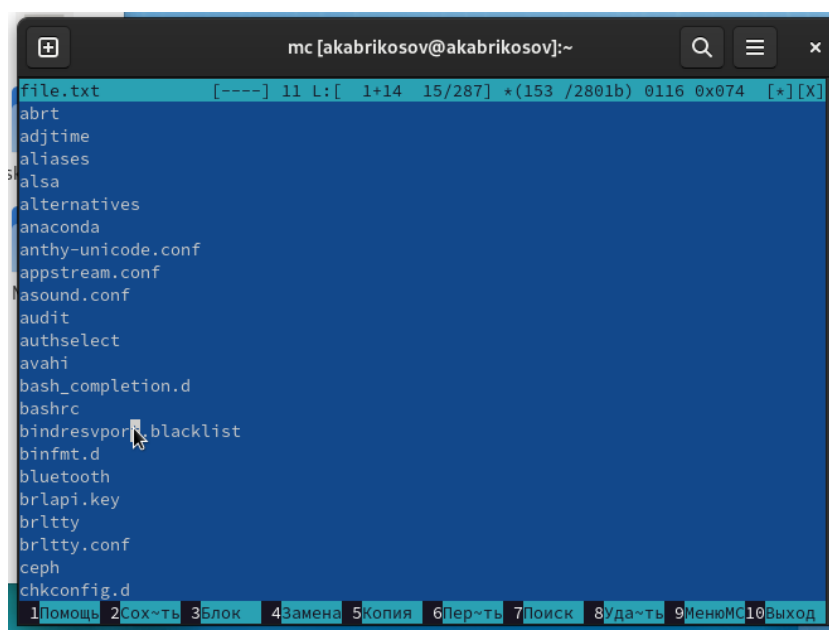 mc [akabrikosov@akabrikosov]:~
file.txt [----] 11 L:[ 1+14 15/287] *(153 /2801b) 0116 0x074 [*][X]
abrt
adjtime
aliases
alsa
alternatives
anaconda
anthy-unicode.conf
appstream.conf
asound.conf
audit
authselect
avahi
bash_completion.d
bashrc
bindresvport.blacklist
binfmt.d
bluetooth
brlapi.key
brltty
brltty.conf
ceph
chkconfig.d
1Помощь 2Сох~ть 3Блок 4Замена 5Копия 6Пер~ть 7Поиск 8Уда~ть 9МенюМС10Выход